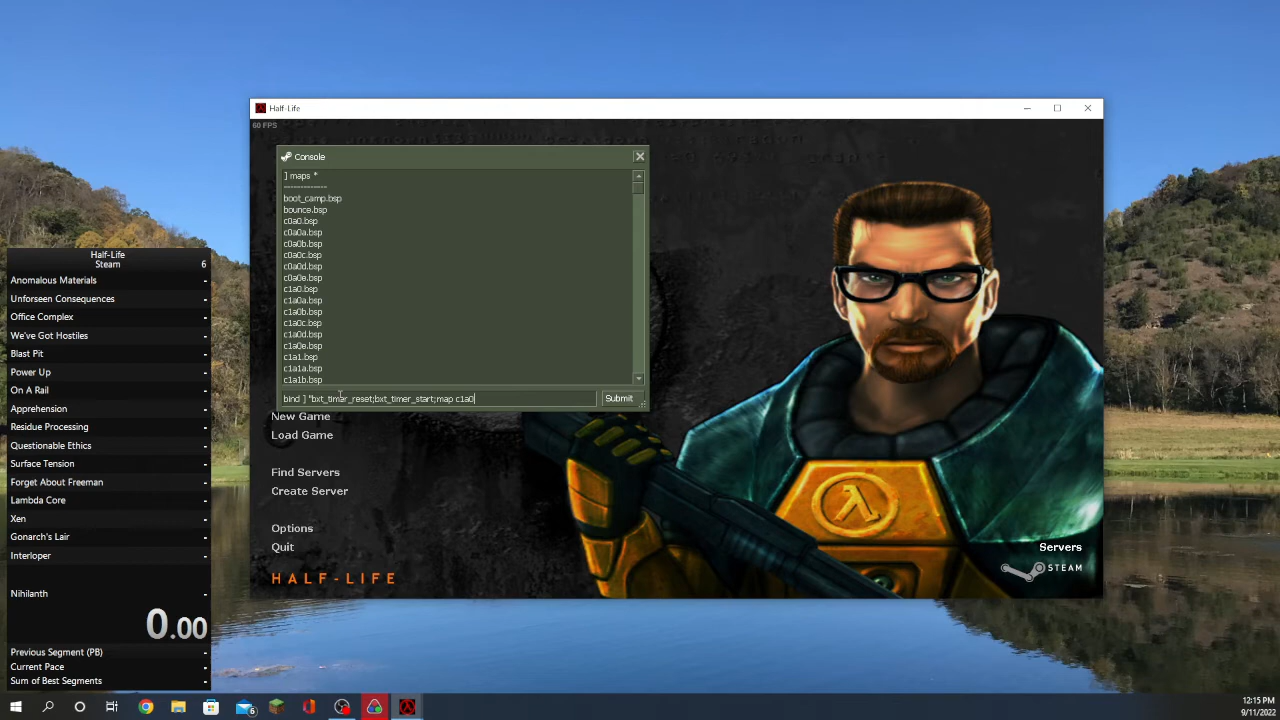 Half-Life
60 FPS
Console
] maps *
-------------
boot_camp.bsp
bounce.bsp
c0a0.bsp
c0a0a.bsp
c0a0b.bsp
c0a0c.bsp
c0a0d.bsp
c0a0e.bsp
c1a0.bsp
c1a0a.bsp
c1a0b.bsp
c1a0c.bsp
c1a0d.bsp
c1a0e.bsp
c1a1.bsp
c1a1a.bsp
c1a1b.bsp
bind ] "bxt_timer_reset;bxt_timer_start;map c1a0
Submit
New Game
Load Game
Find Servers
Create Server
Options
Quit
HALF-LIFE
Servers
STEAM
Half-Life
Steam 6
Anomalous Materials -
Unforseen Consequences -
Office Complex -
We've Got Hostiles -
Blast Pit -
Power Up -
On A Rail -
Apprehension -
Residue Processing -
Questionable Ethics -
Surface Tension -
Forget About Freeman -
Lambda Core -
Xen -
Gonarch's Lair -
Interloper -
Nihilanth -
0.00
Previous Segment (PB) -
Current Pace -
Sum of Best Segments -
6
12:15 PM
9/11/2022